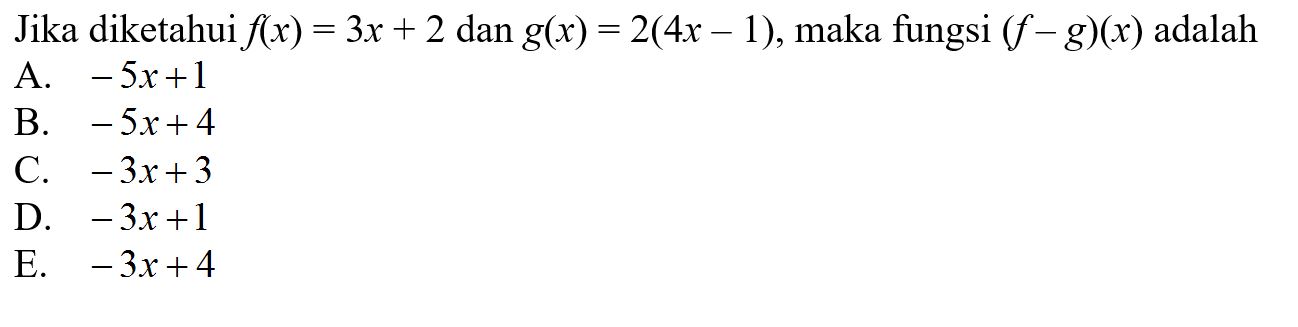 Jika diketahui f(x) = 3x + 2 dan g(x) = 2(4x – 1), maka fungsi (f – g)(x) adalah
A. – 5x + 1
B. – 5x + 4
C. – 3x + 3
D. – 3x + 1
E. – 3x + 4